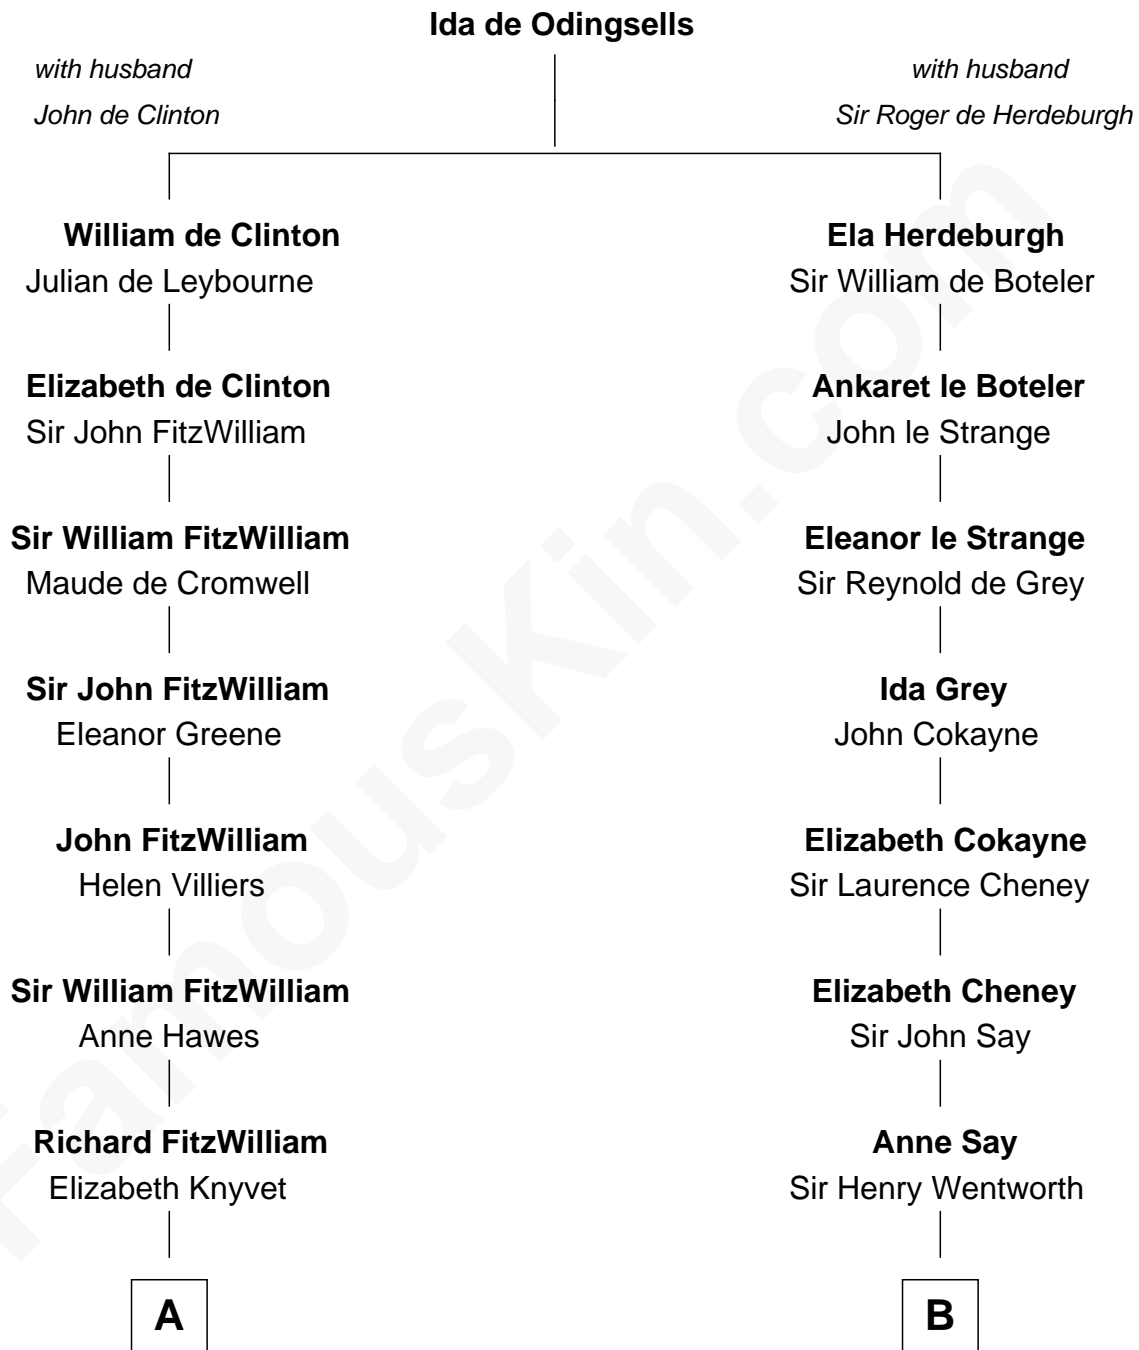 Ida de Odingsells
with husband
John de Clinton
with husband
Sir Roger de Herdeburgh
William de Clinton
Julian de Leybourne
Ela Herdeburgh
Sir William de Boteler
Elizabeth de Clinton
Sir John FitzWilliam
Ankaret le Boteler
John le Strange
Sir William FitzWilliam
Maude de Cromwell
Eleanor le Strange
Sir Reynold de Grey
Sir John FitzWilliam
Eleanor Greene
Ida Grey
John Cokayne
John FitzWilliam
Helen Villiers
Elizabeth Cokayne
Sir Laurence Cheney
Sir William FitzWilliam
Anne Hawes
Elizabeth Cheney
Sir John Say
Richard FitzWilliam
Elizabeth Knyvet
Anne Say
Sir Henry Wentworth
A
B
FamousKin.com